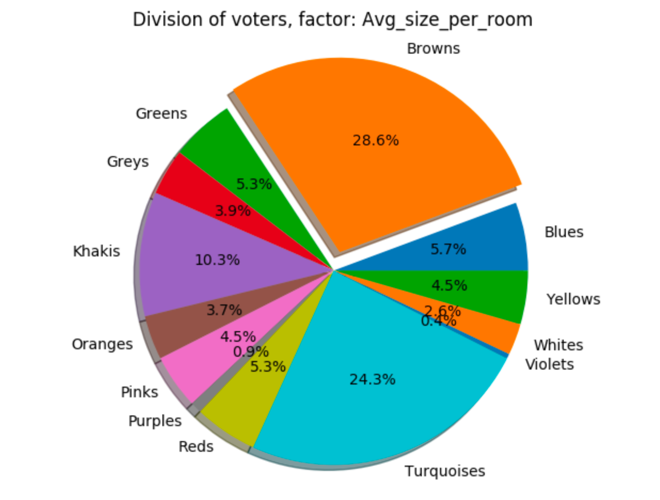 Division of voters, factor: Avg_size_per_room
Browns
Greens
28.6%
Greys
5.3%
3.9%
Blues
5.7%
Khakis
10.3%
4.5%
Yellows
2.6%
3.7%
0.4%
Oranges
4.5%
Whites
0.9%
Violets
5.3%
24.3%
Pinks
Purples
Reds
Turquoises